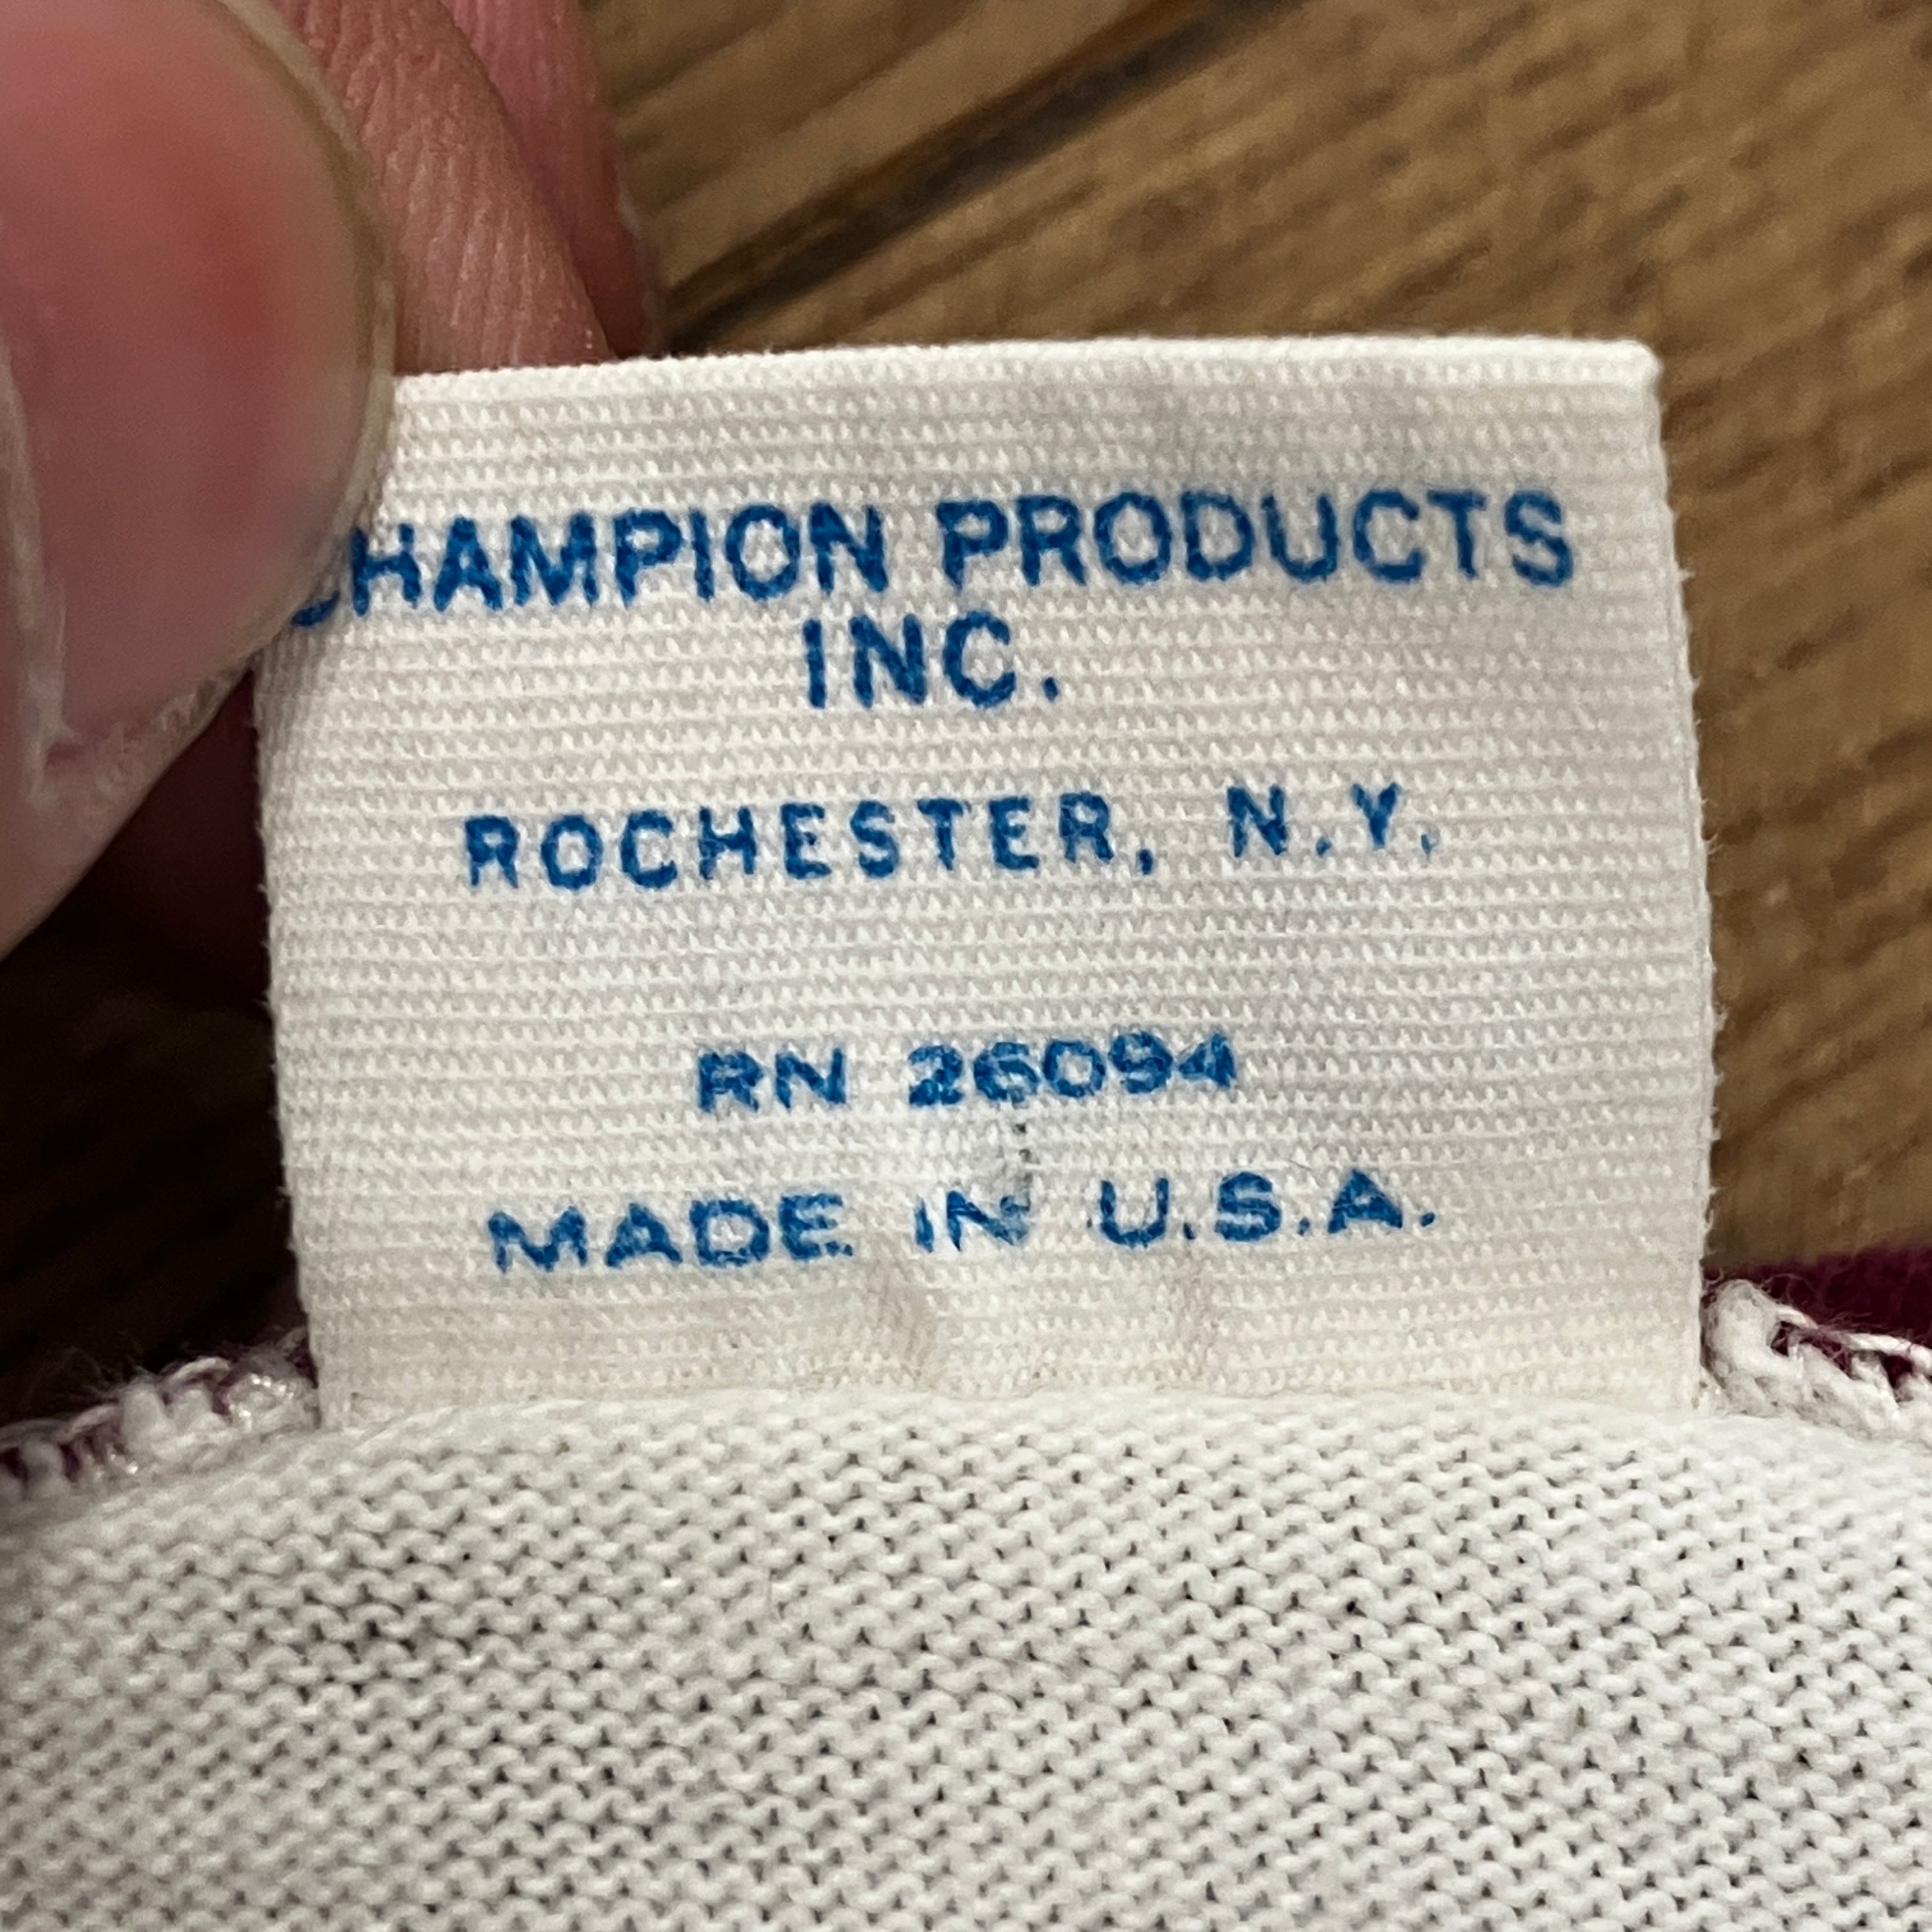 CHAMPION PRODUCTS
INC.
ROCHESTER, N.Y.
RN 26094
MADE IN U.S.A.